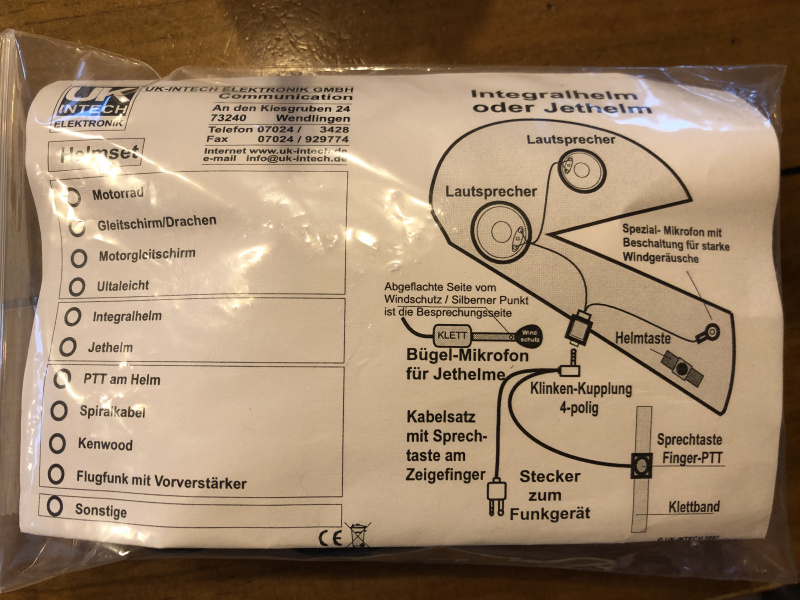 UK
INTECH
ELEKTRONIK
UK-INTECH ELEKTRONIK GMBH
Communication
An den Kiesgruben 24
73240 Wendlingen
Telefon 07024 / 3428
Fax 07024 / 929774
Internet www.uk-intech.de
e-mail info@uk-intech.de
Helmset
Motorrad
Gleitschirm/Drachen
Motorgleitschirm
Ultaleicht
Integralhelm
Jethelm
PTT am Helm
Spiralkabel
Kenwood
Flugfunk mit Vorverstärker
Sonstige
CE
Integralhelm
oder Jethelm
Lautsprecher
Lautsprecher
Spezial- Mikrofon mit
Beschaltung für starke
Windgeräusche
Abgeflachte Seite vom
Windschutz / Silberner Punkt
ist die Besprechungsseite
KLETT
Wind
schutz
Helmtaste
Bügel-Mikrofon
für Jethelme
Klinken-Kupplung
4-polig
Kabelsatz
mit Sprech-
taste am
Zeigefinger
Stecker
zum
Funkgerät
Sprechtaste
Finger-PTT
Klettband
© UK-INTECH